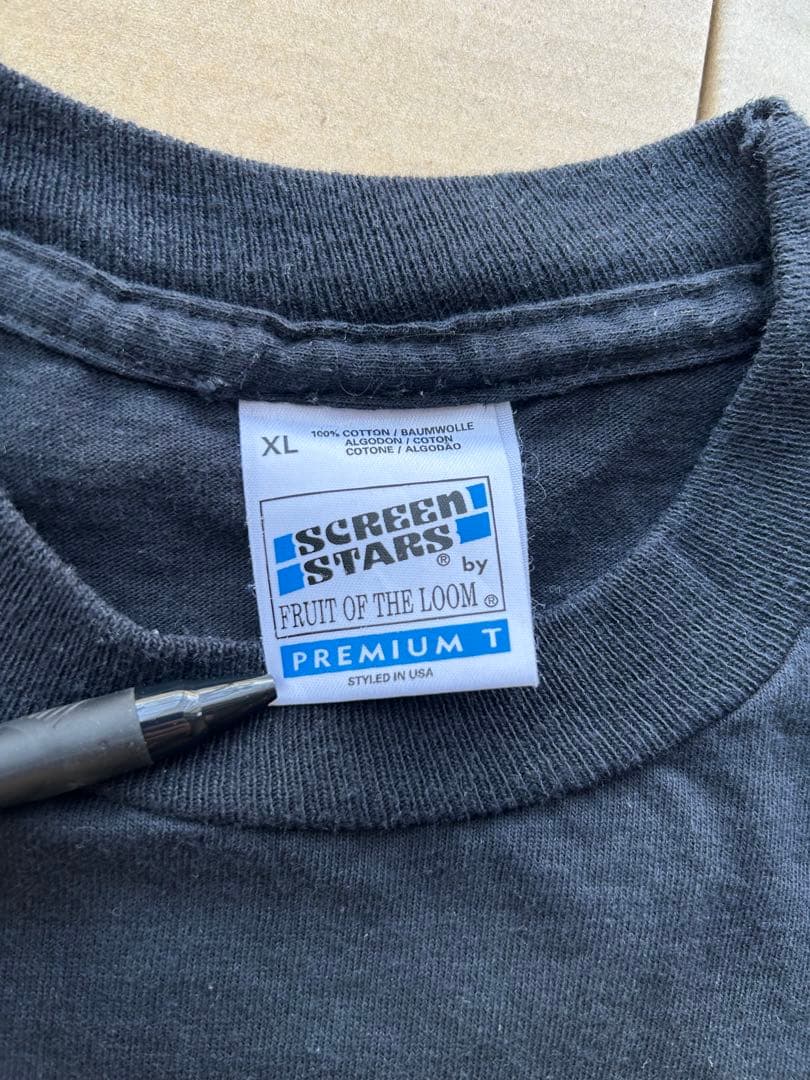 XL
100% COTTON / BAUMWOLLE
ALGODON / COTON
COTONE / ALGODÃO
SCREEN
STARS® by
FRUIT OF THE LOOM®
PREMIUM T
STYLED IN USA